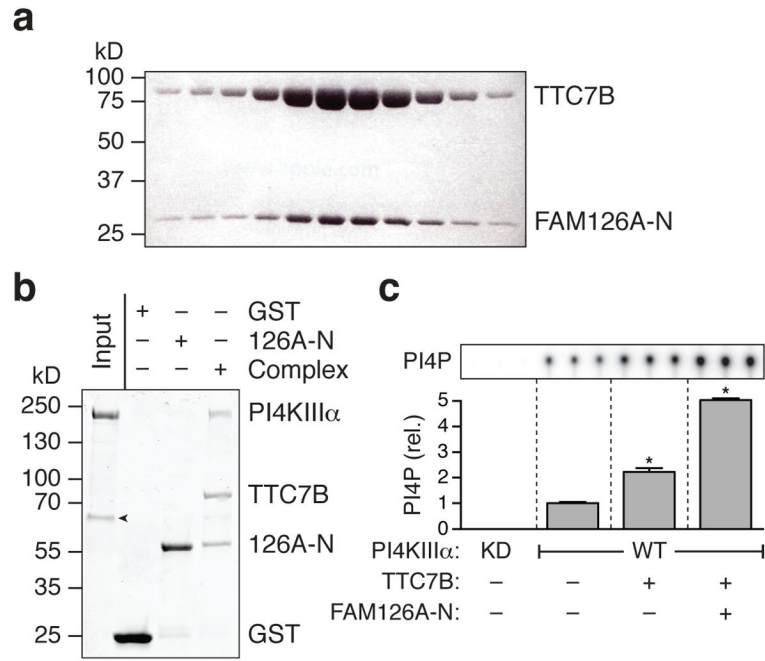 a
kD
100
75
50
37
25
TTC7B
FAM126A-N
b
Input
+ – – GST
– + – 126A-N
– – + Complex
kD
250
130
100
70
55
35
25
PI4KIIIα
TTC7B
126A-N
GST
c
PI4P
PI4P (rel.)
5
4
3
2
1
0
* *
PI4KIIIα: KD WT
TTC7B: – – + +
FAM126A-N: – – – +